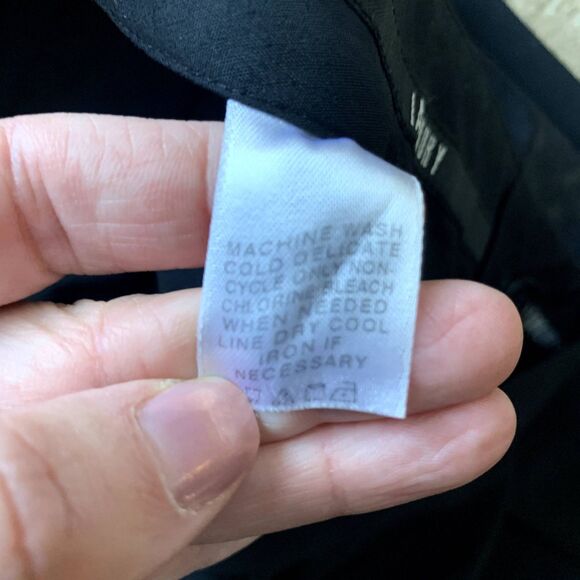 MACHINE WASH
COLD DELICATE
CYCLE ONLY NON-
CHLORINE BLEACH
WHEN NEEDED
LINE DRY COOL
IRON IF
NECESSARY